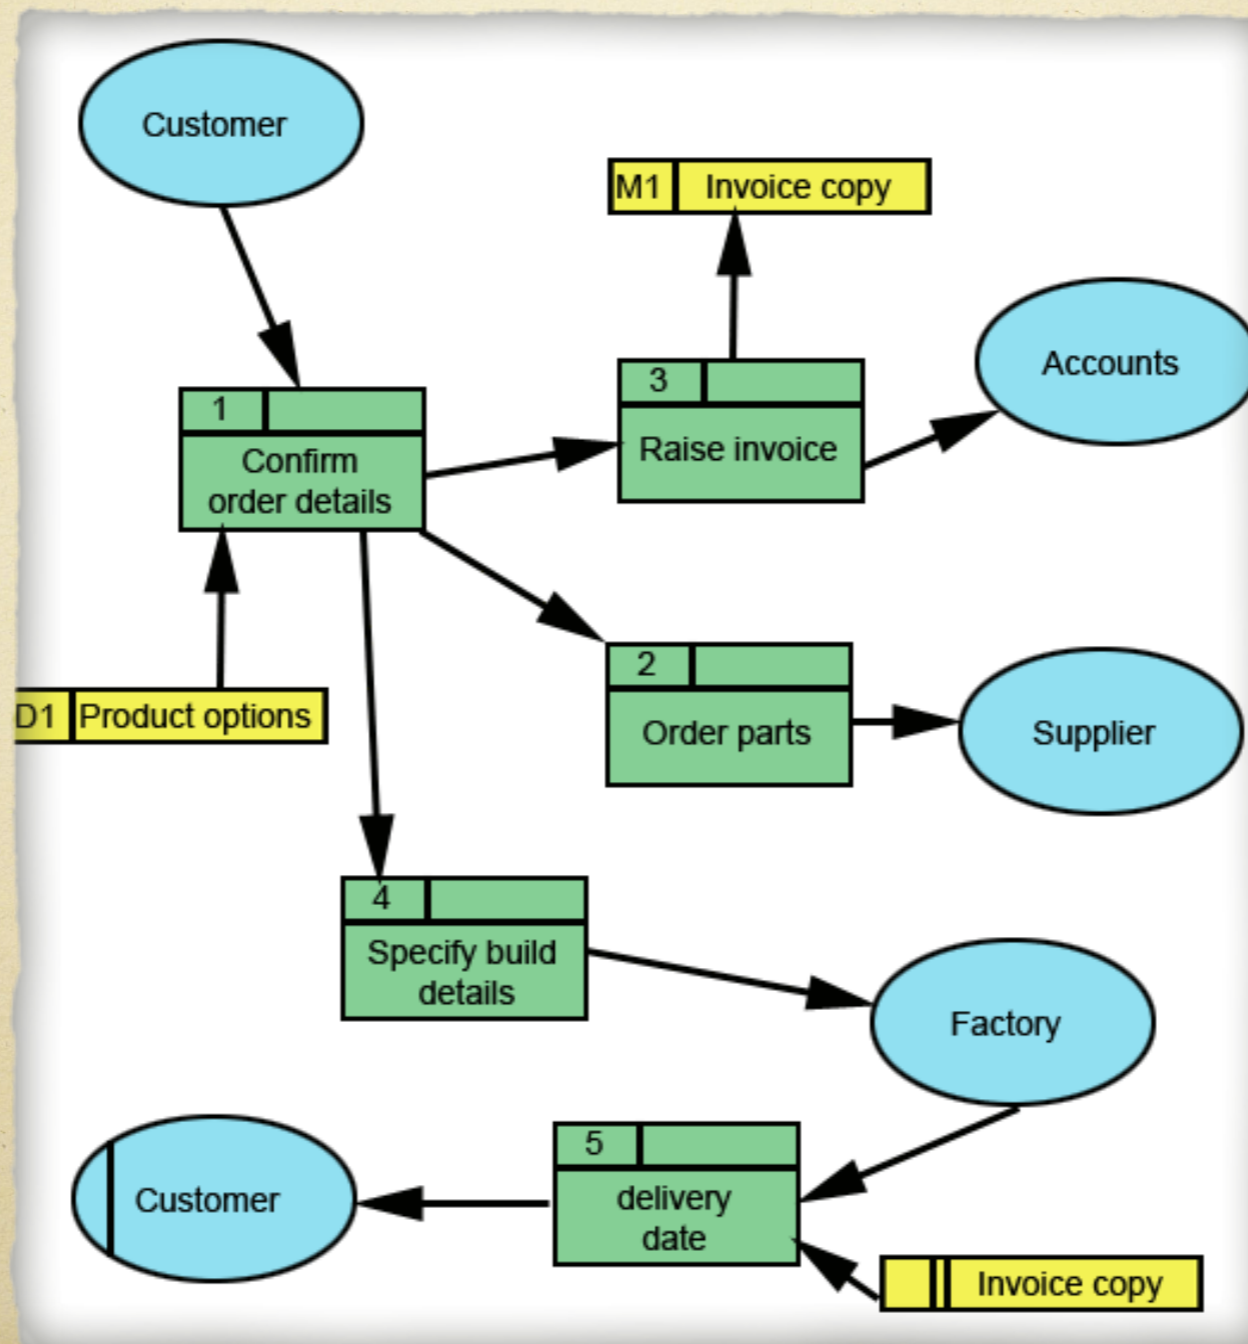 Customer
M1 Invoice copy
Accounts
3
Raise invoice
1
Confirm
order details
2
Order parts
D1 Product options
Supplier
4
Specify build
details
Factory
5
delivery
date
Customer
Invoice copy